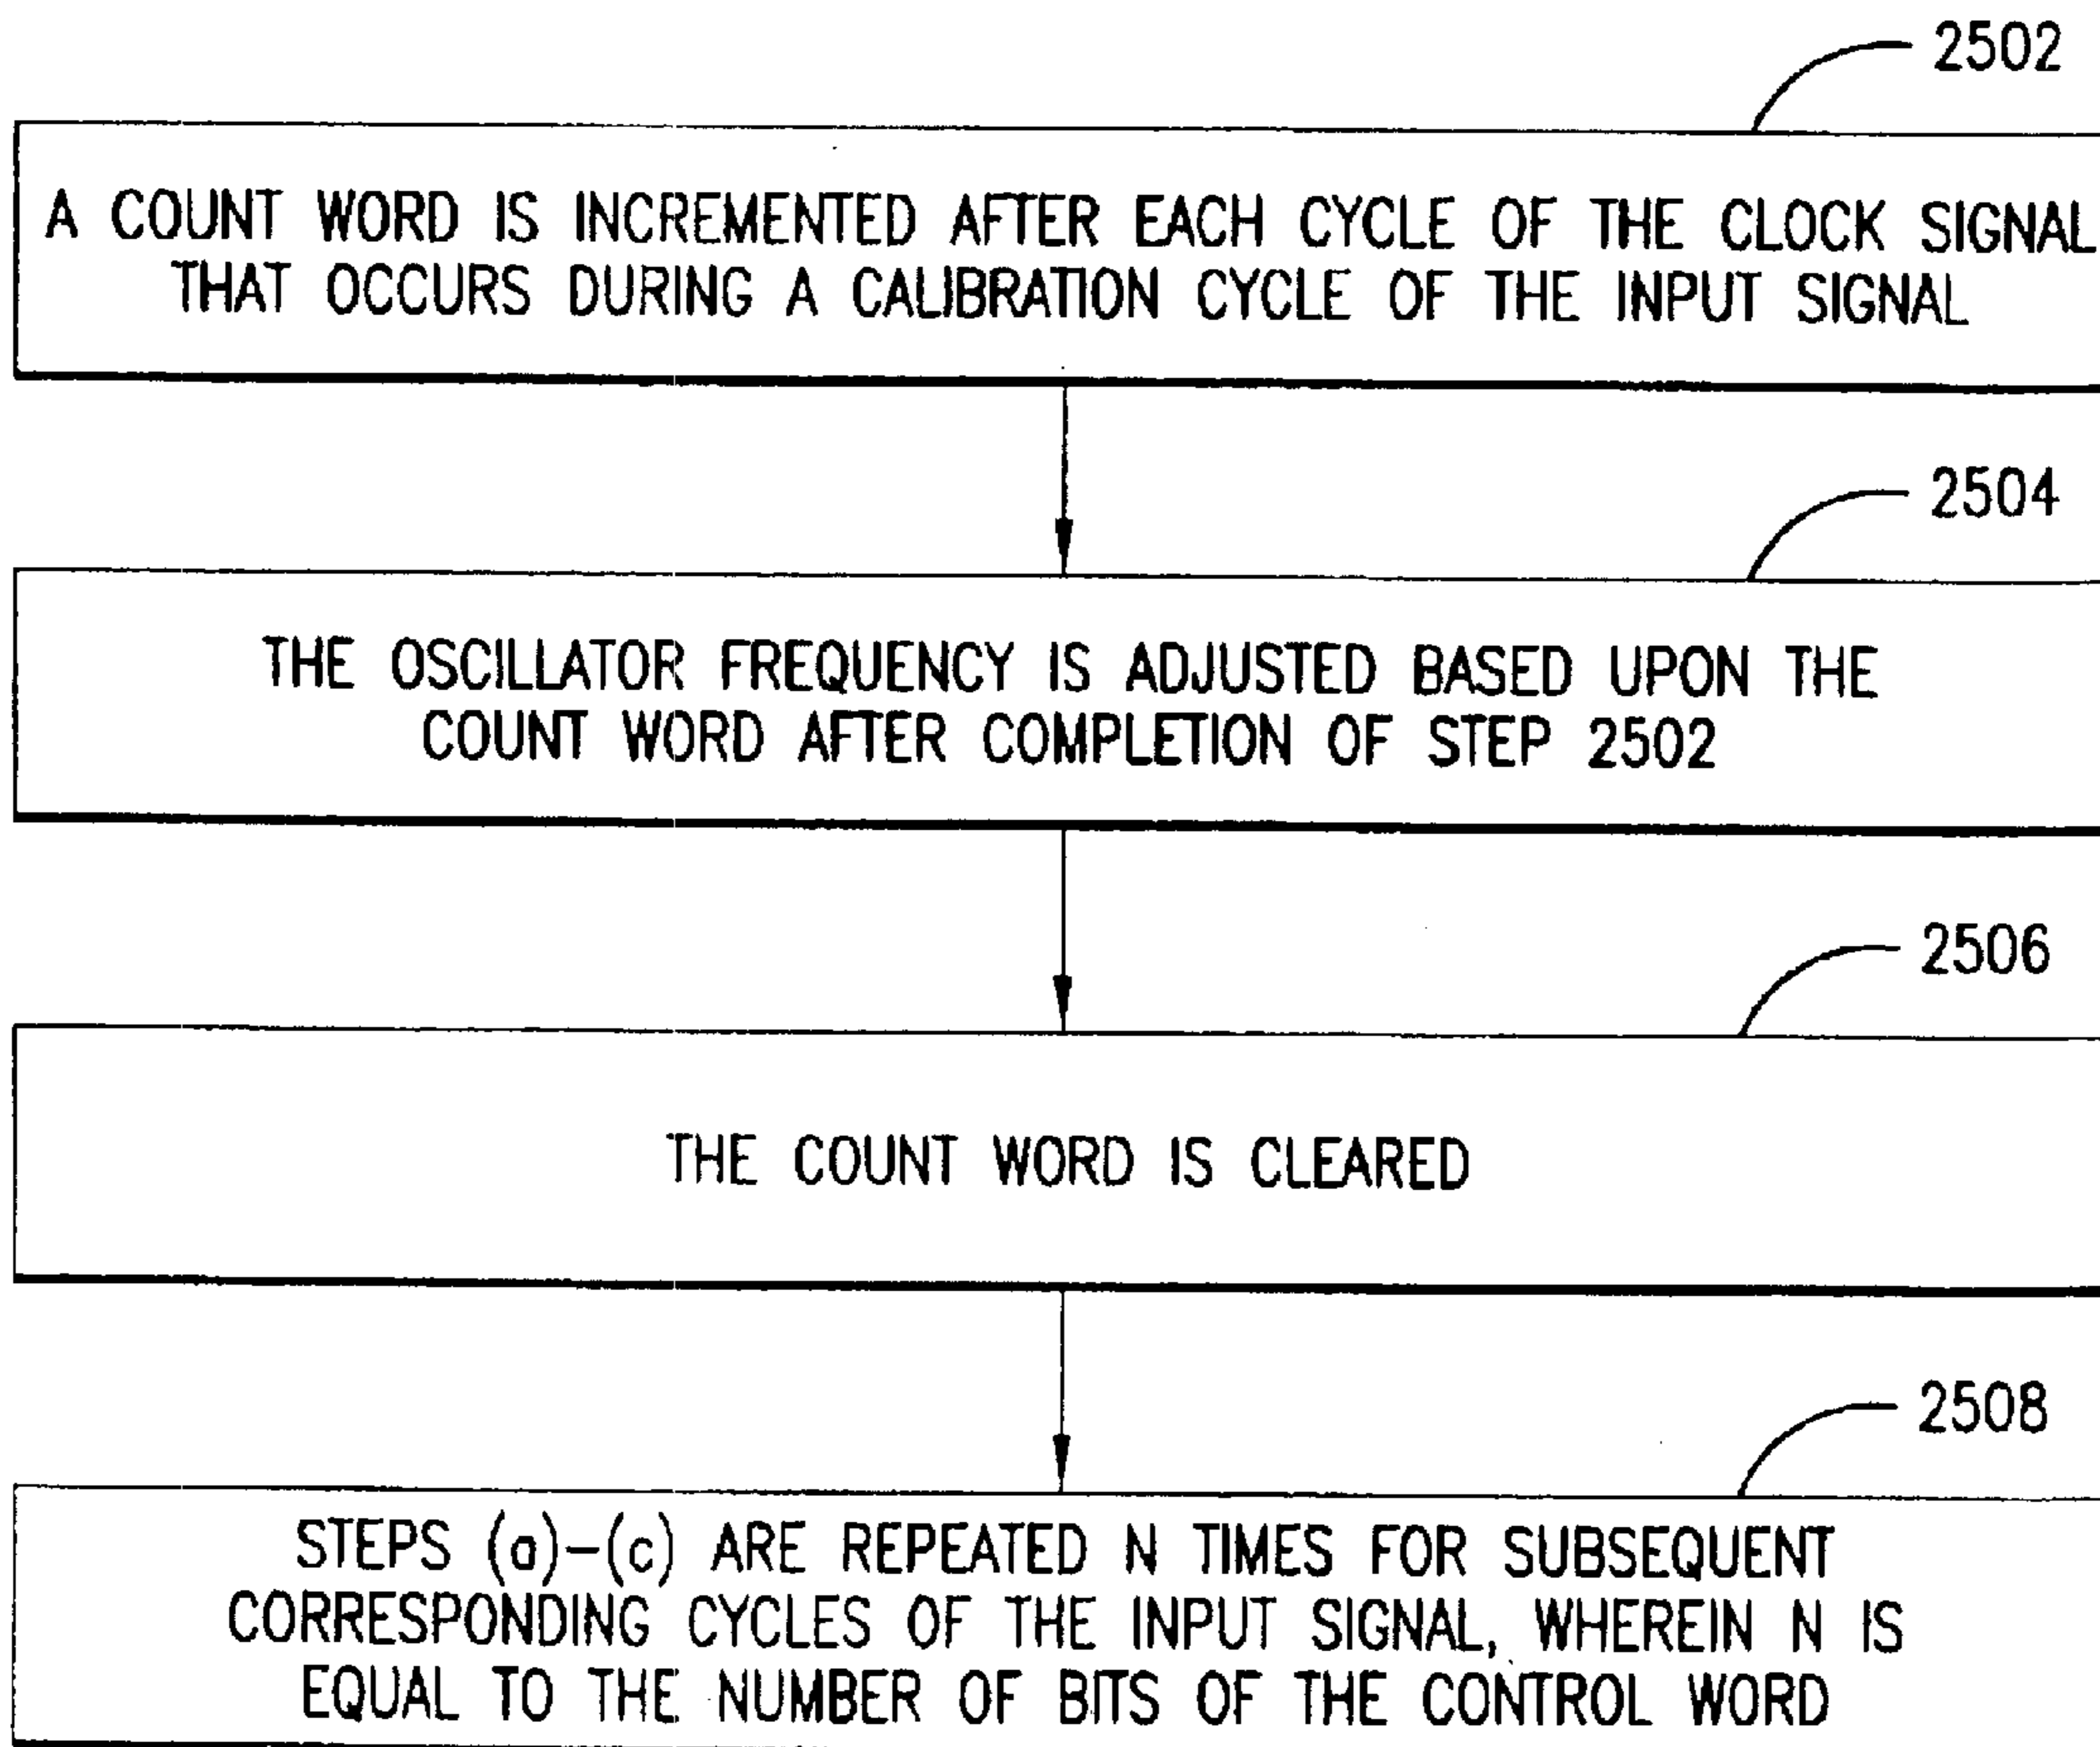 2502
A COUNT WORD IS INCREMENTED AFTER EACH CYCLE OF THE CLOCK SIGNAL
THAT OCCURS DURING A CALIBRATION CYCLE OF THE INPUT SIGNAL
2504
THE OSCILLATOR FREQUENCY IS ADJUSTED BASED UPON THE
COUNT WORD AFTER COMPLETION OF STEP 2502
2506
THE COUNT WORD IS CLEARED
2508
STEPS (a)-(c) ARE REPEATED N TIMES FOR SUBSEQUENT
CORRESPONDING CYCLES OF THE INPUT SIGNAL, WHEREIN N IS
EQUAL TO THE NUMBER OF BITS OF THE CONTROL WORD